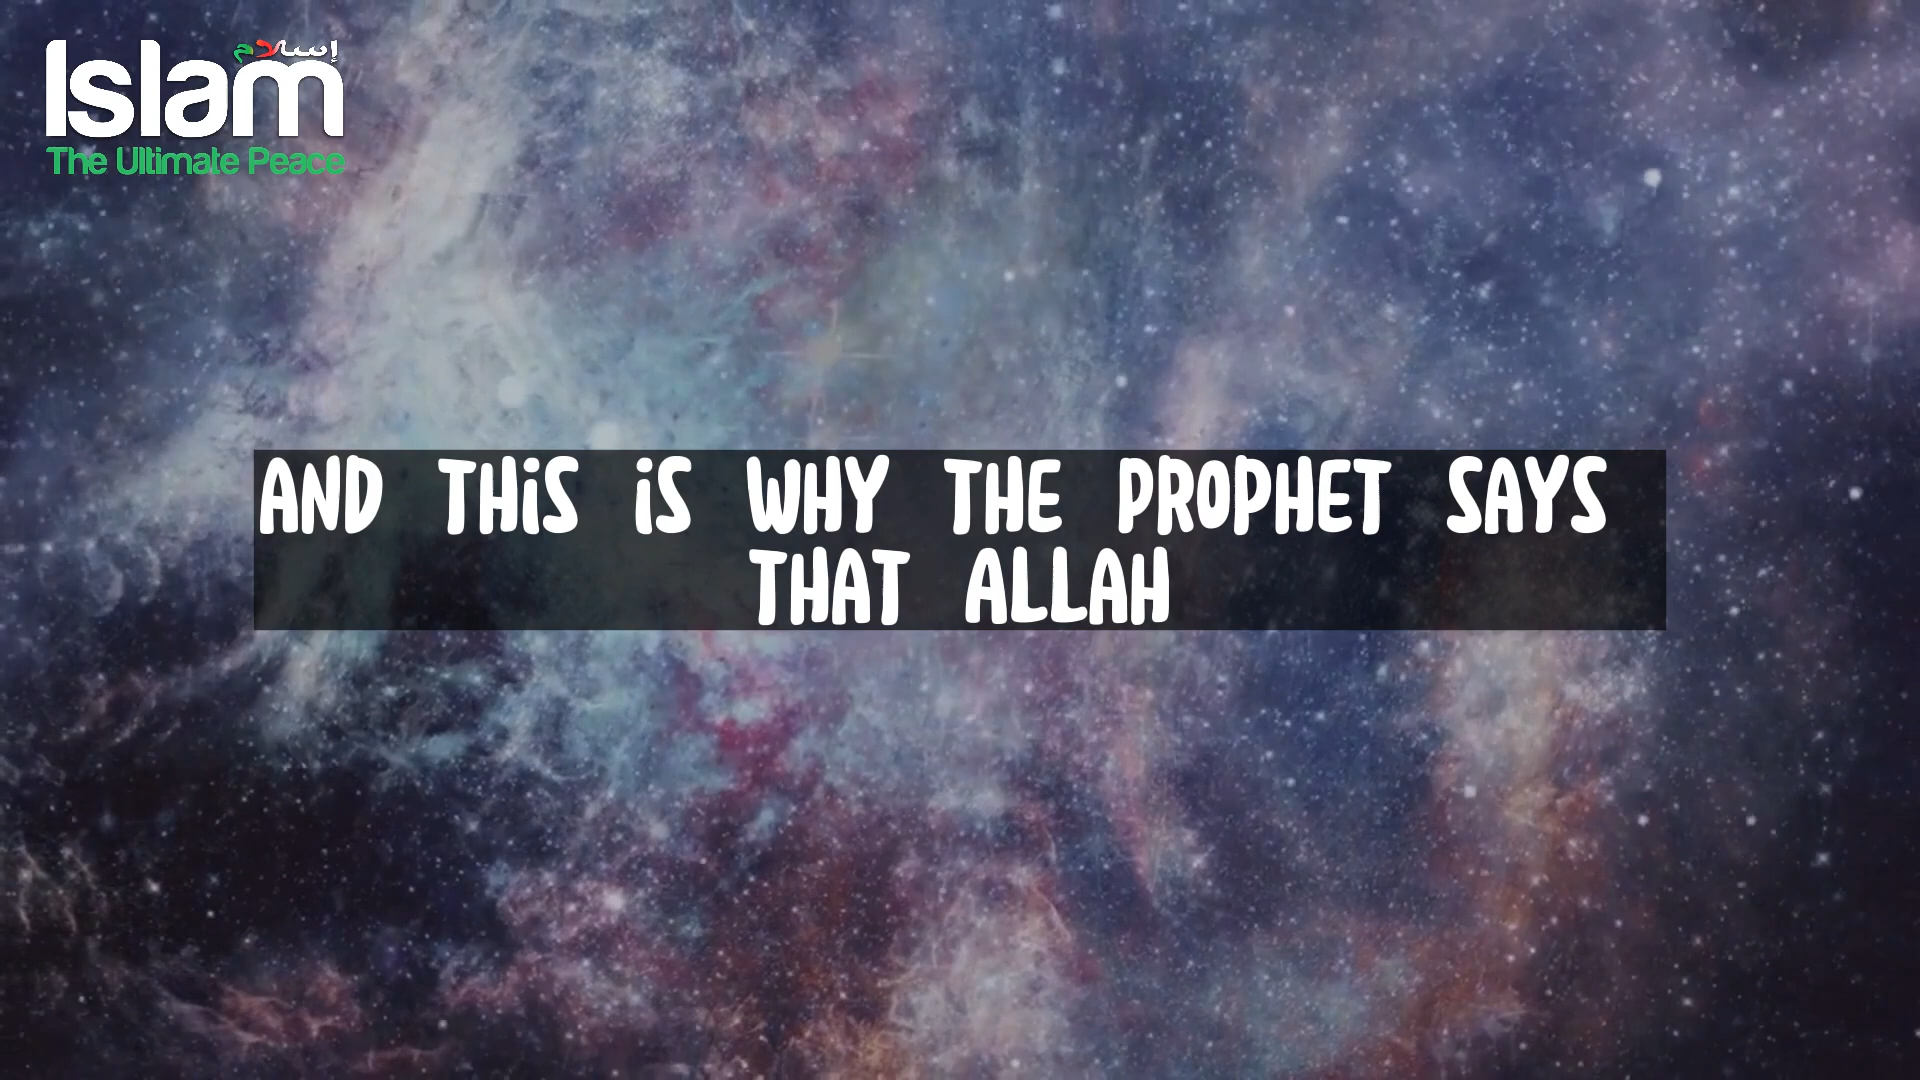 إسلام
Islam
The Ultimate Peace
AND THiS iS WHY THE PROPHET SAYS
THAT ALLAH